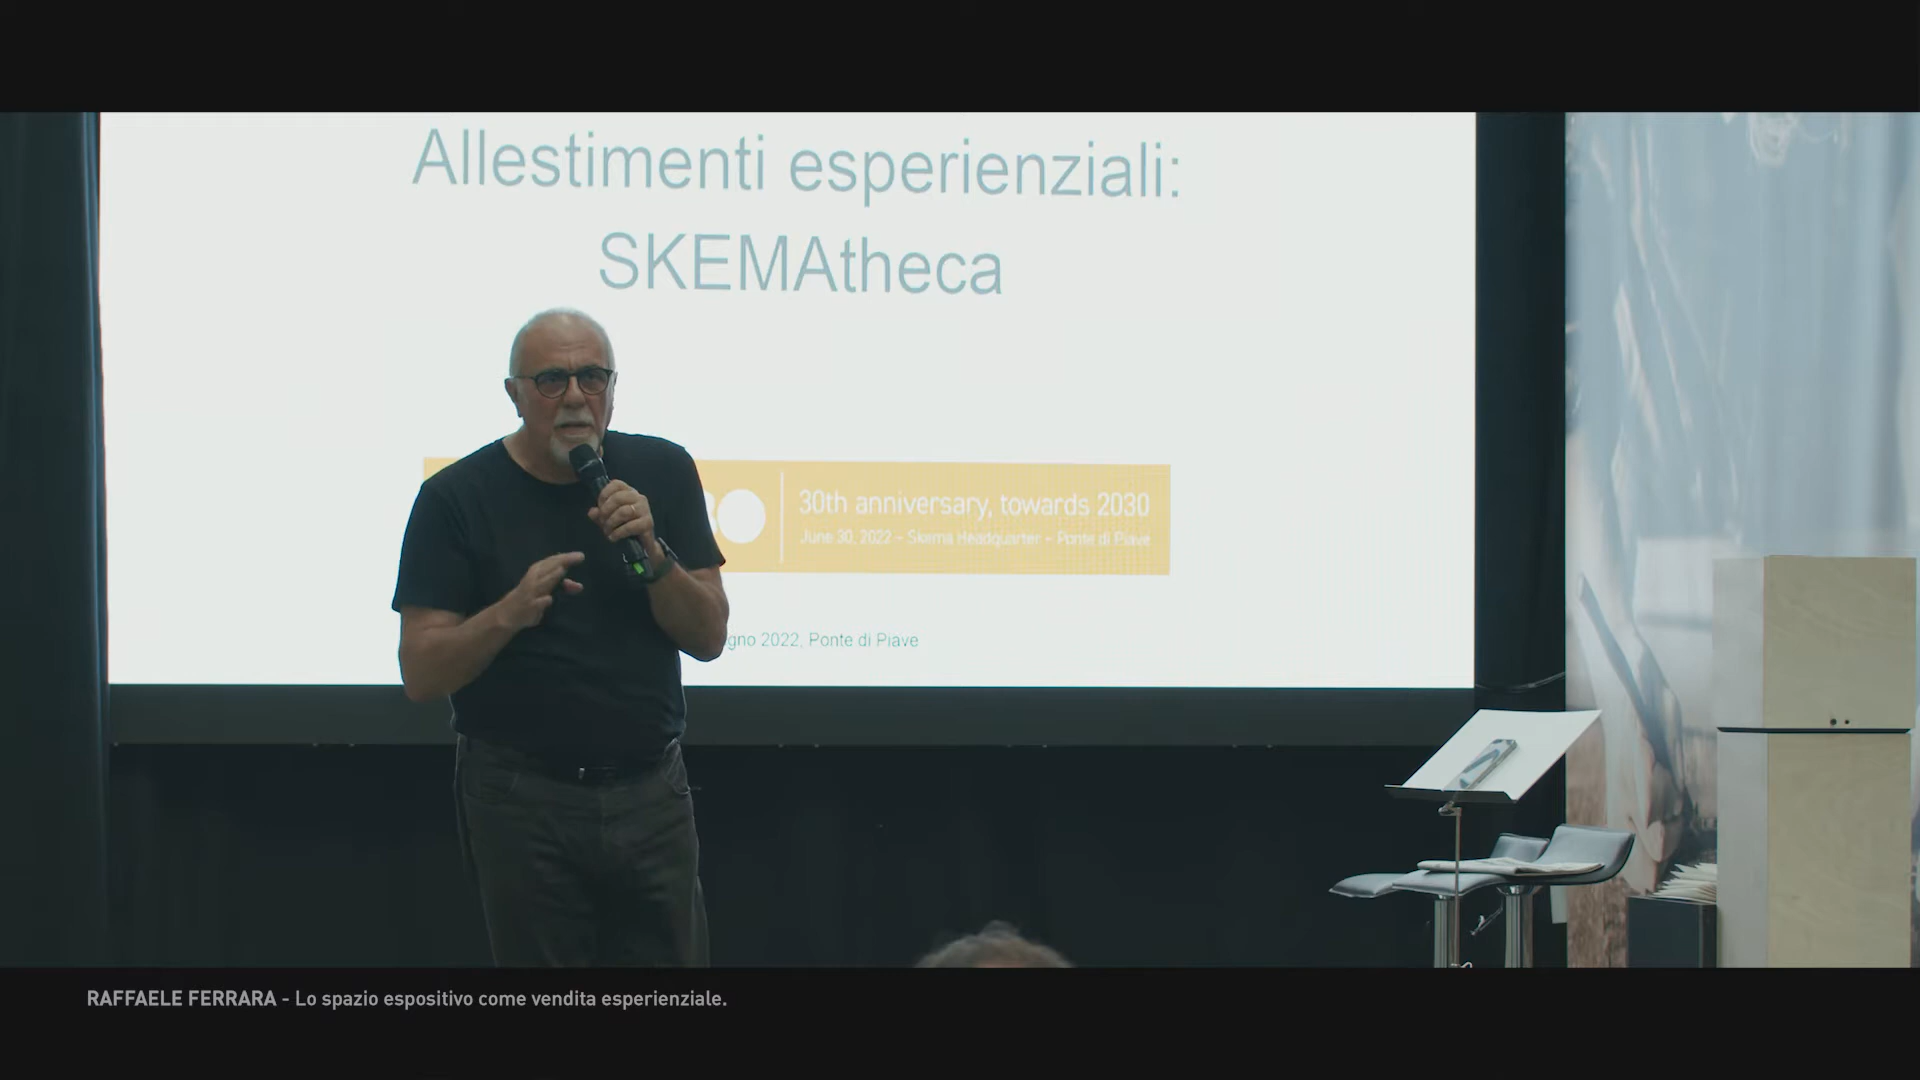 Allestimenti esperienziali:
SKEMAtheca
30th anniversary, towards 2030
June 30, 2022 – Skema Headquarter – Ponte di Piave
2022, Ponte di Piave
RAFFAELE FERRARA - Lo spazio espositivo come vendita esperienziale.